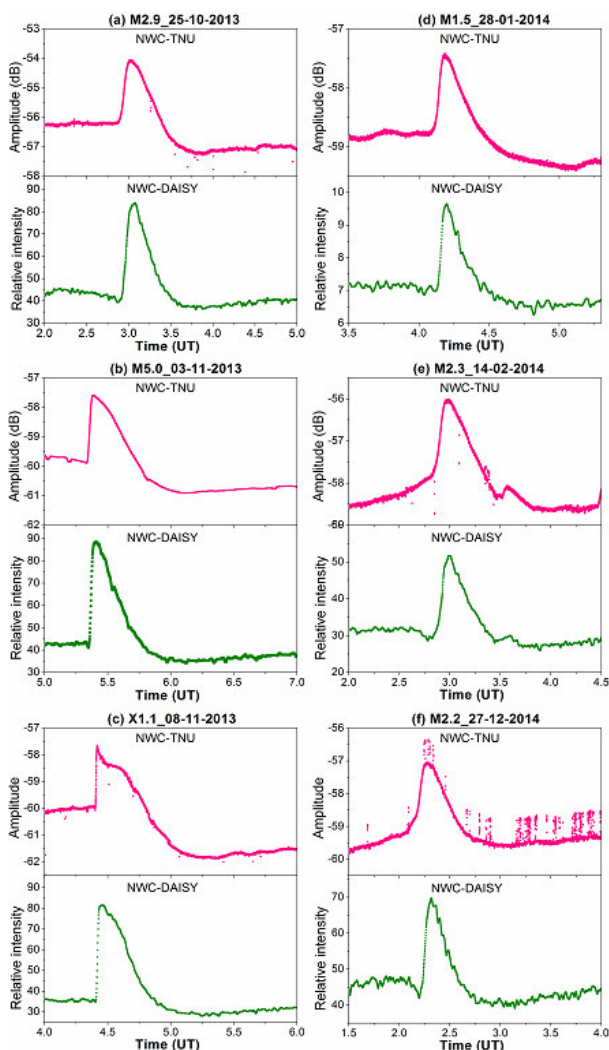 (a) M2.9_25-10-2013
NWC-TNU
Amplitude (dB)
-53
-54
-55
-56
-57
-58
NWC-DAISY
Relative intensity
90
80
70
60
50
40
30
2.0 2.5 3.0 3.5 4.0 4.5 5.0
Time (UT)
(d) M1.5_28-01-2014
NWC-TNU
Amplitude (dB)
-57
-58
-59
NWC-DAISY
Relative intensity
10
9
8
7
6
3.5 4.0 4.5 5.0
Time (UT)
(b) M5.0_03-11-2013
NWC-TNU
Amplitude (dB)
-57
-58
-59
-60
-61
-62
NWC-DAISY
Relative intensity
90
80
70
60
50
40
30
5.0 5.5 6.0 6.5 7.0
Time (UT)
(e) M2.3_14-02-2014
NWC-TNU
Amplitude (dB)
-56
-57
-58
-59
NWC-DAISY
Relative intensity
50
40
30
20
2.0 2.5 3.0 3.5 4.0 4.5
Time (UT)
(c) X1.1_08-11-2013
NWC-TNU
Amplitude
-57
-58
-59
-60
-61
-62
NWC-DAISY
Relative intensity
90
80
70
60
50
40
30
4.0 4.5 5.0 5.5 6.0
Time (UT)
(f) M2.2_27-12-2014
NWC-TNU
Amplitude
-56
-57
-58
-59
-60
NWC-DAISY
Relative intensity
70
60
50
40
1.5 2.0 2.5 3.0 3.5 4.0
Time (UT)